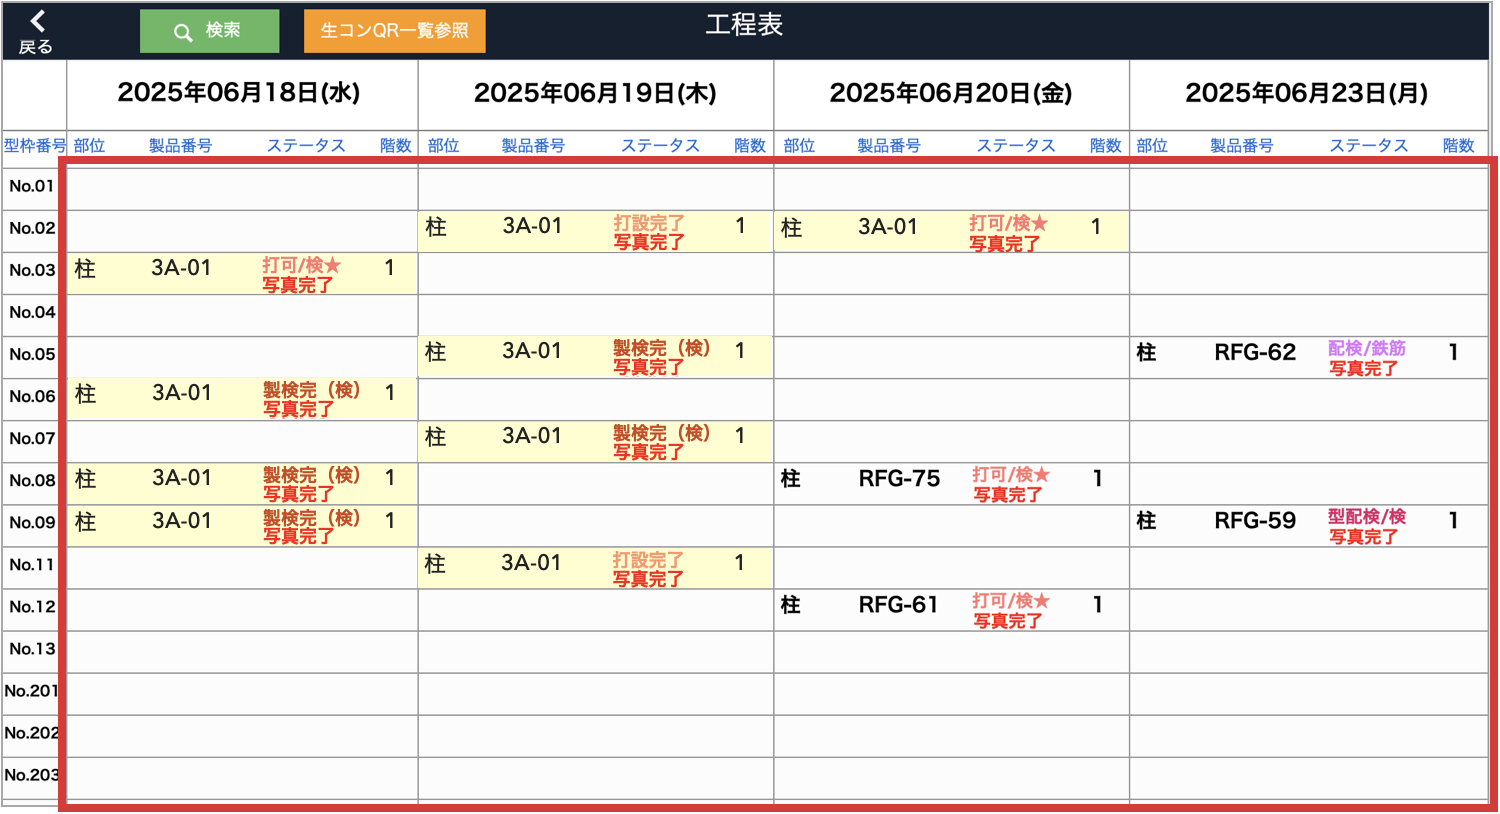 戻る 検索 生コンQR一覧参照 工程表
2025年06月18日(水) 2025年06月19日(木) 2025年06月20日(金) 2025年06月23日(月)
型枠番号 部位 製品番号 ステータス 階数 部位 製品番号 ステータス 階数 部位 製品番号 ステータス 階数 部位 製品番号 ステータス 階数
No.01
No.02 柱 3A-01 打設完了 1 柱 3A-01 打可/検★ 1
写真完了 写真完了
No.03 柱 3A-01 打可/検★ 1
写真完了
No.04
No.05 柱 3A-01 製検完（検） 1 柱 RFG-62 配検/鉄筋 1
写真完了 写真完了
No.06 柱 3A-01 製検完（検） 1
写真完了
No.07 柱 3A-01 製検完（検） 1
写真完了
No.08 柱 3A-01 製検完（検） 1 柱 RFG-75 打可/検★ 1
写真完了 写真完了
No.09 柱 3A-01 製検完（検） 1 柱 RFG-59 型配検/検 1
写真完了 写真完了
No.11 柱 3A-01 打設完了 1
写真完了
No.12 柱 RFG-61 打可/検★ 1
写真完了
No.13
No.201
No.202
No.203